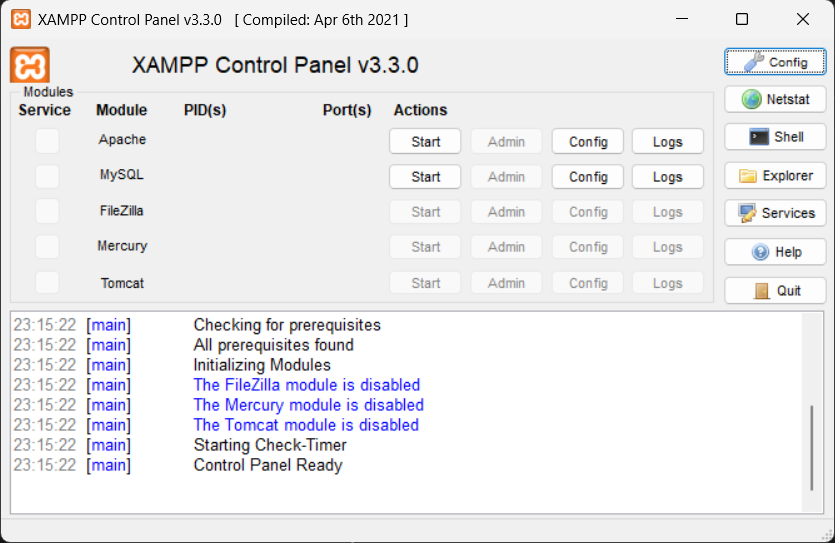 XAMPP Control Panel v3.3.0 [ Compiled: Apr 6th 2021 ]
XAMPP Control Panel v3.3.0
Config
Netstat
Shell
Explorer
Services
Help
Quit
Modules
Service Module PID(s) Port(s) Actions
Apache Start Admin Config Logs
MySQL Start Admin Config Logs
FileZilla Start Admin Config Logs
Mercury Start Admin Config Logs
Tomcat Start Admin Config Logs
23:15:22 [main] Checking for prerequisites
23:15:22 [main] All prerequisites found
23:15:22 [main] Initializing Modules
23:15:22 [main] The FileZilla module is disabled
23:15:22 [main] The Mercury module is disabled
23:15:22 [main] The Tomcat module is disabled
23:15:22 [main] Starting Check-Timer
23:15:22 [main] Control Panel Ready